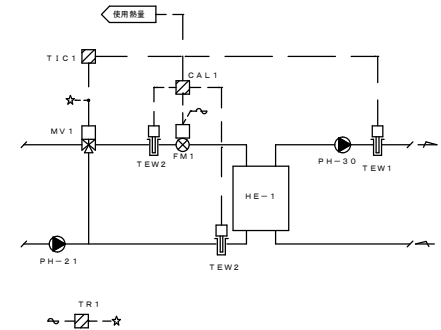 使用熱量
TIC1
CAL1
MV1
TEW2
FM1
PH-30
TEW1
HE-1
PH-21
TEW2
TR1